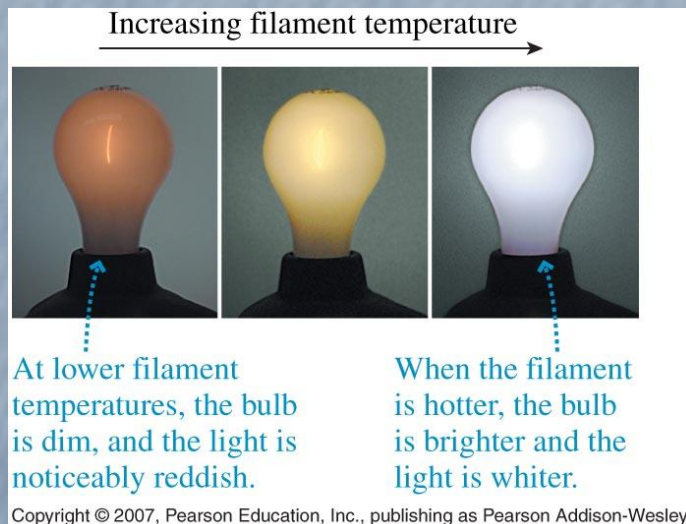 Increasing filament temperature
At lower filament
temperatures, the bulb
is dim, and the light is
noticeably reddish.
When the filament
is hotter, the bulb
is brighter and the
light is whiter.
Copyright © 2007, Pearson Education, Inc., publishing as Pearson Addison-Wesley